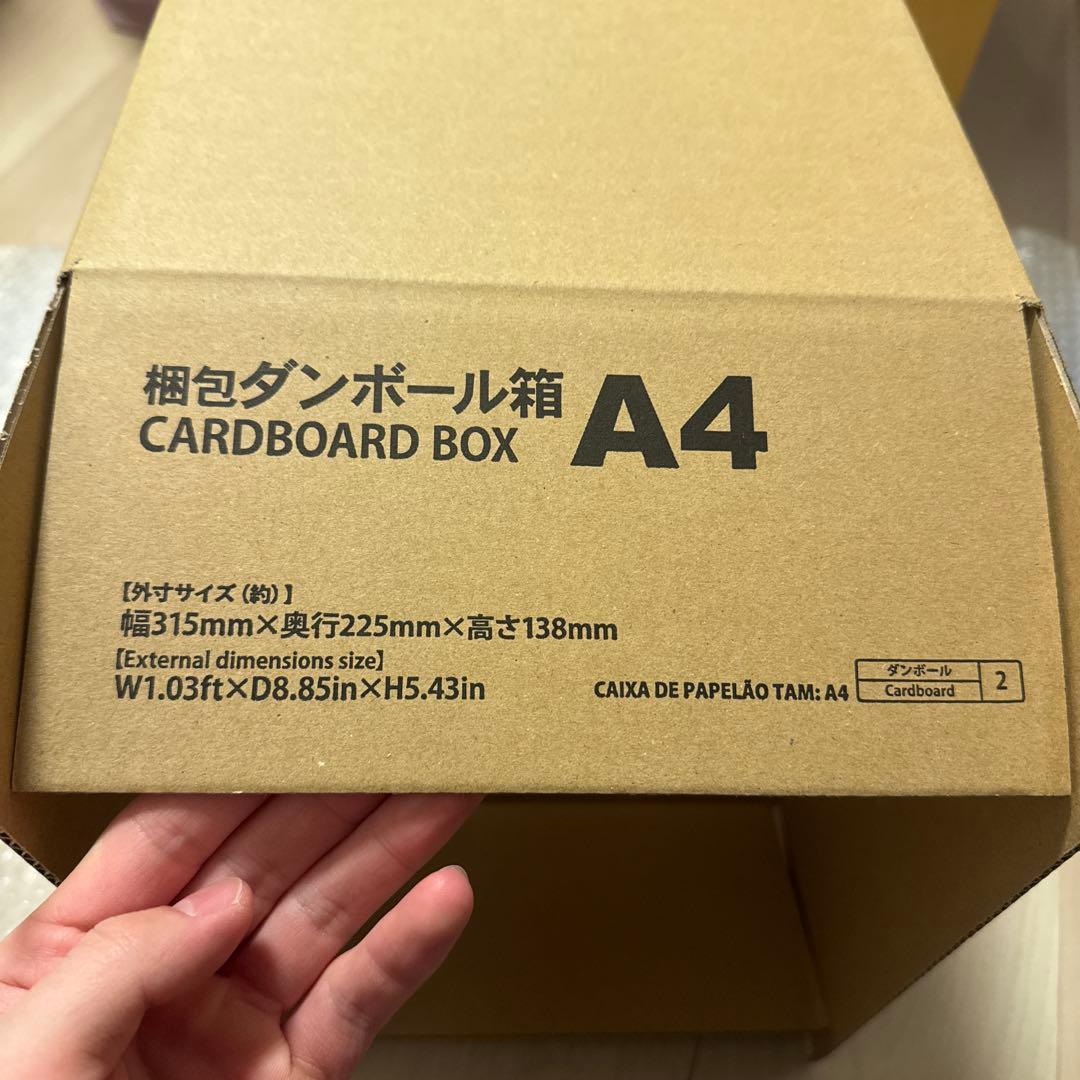 梱包ダンボール箱 A4
CARDBOARD BOX
【外寸サイズ(約)】
幅315mm×奥行225mm×高さ138mm
【External dimensions size】
W1.03ft×D8.85in×H5.43in
CAIXA DE PAPELÃO TAM: A4
ダンボール
Cardboard
2